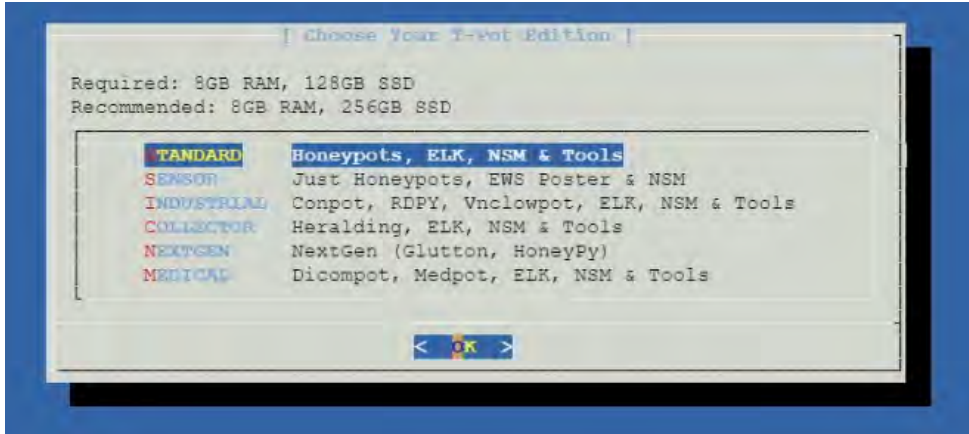 [ Choose Your T-Pot Edition ]
Required: 8GB RAM, 128GB SSD
Recommended: 8GB RAM, 256GB SSD
STANDARD Honeypots, ELK, NSM & Tools
SENSOR Just Honeypots, EWS Poster & NSM
INDUSTRIAL Conpot, RDPY, Vnclowpot, ELK, NSM & Tools
COLLECTOR Heralding, ELK, NSM & Tools
NEXTGEN NextGen (Glutton, HoneyPy)
MEDICAL Dicompot, Medpot, ELK, NSM & Tools
< OK >